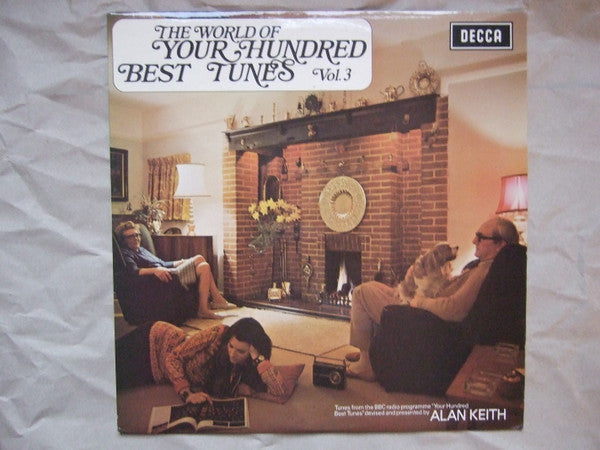 THE WORLD OF
YOUR HUNDRED
BEST TUNES Vol. 3
DECCA
Tunes from the BBC radio programme "Your Hundred
Best Tunes" devised and presented by ALAN KEITH